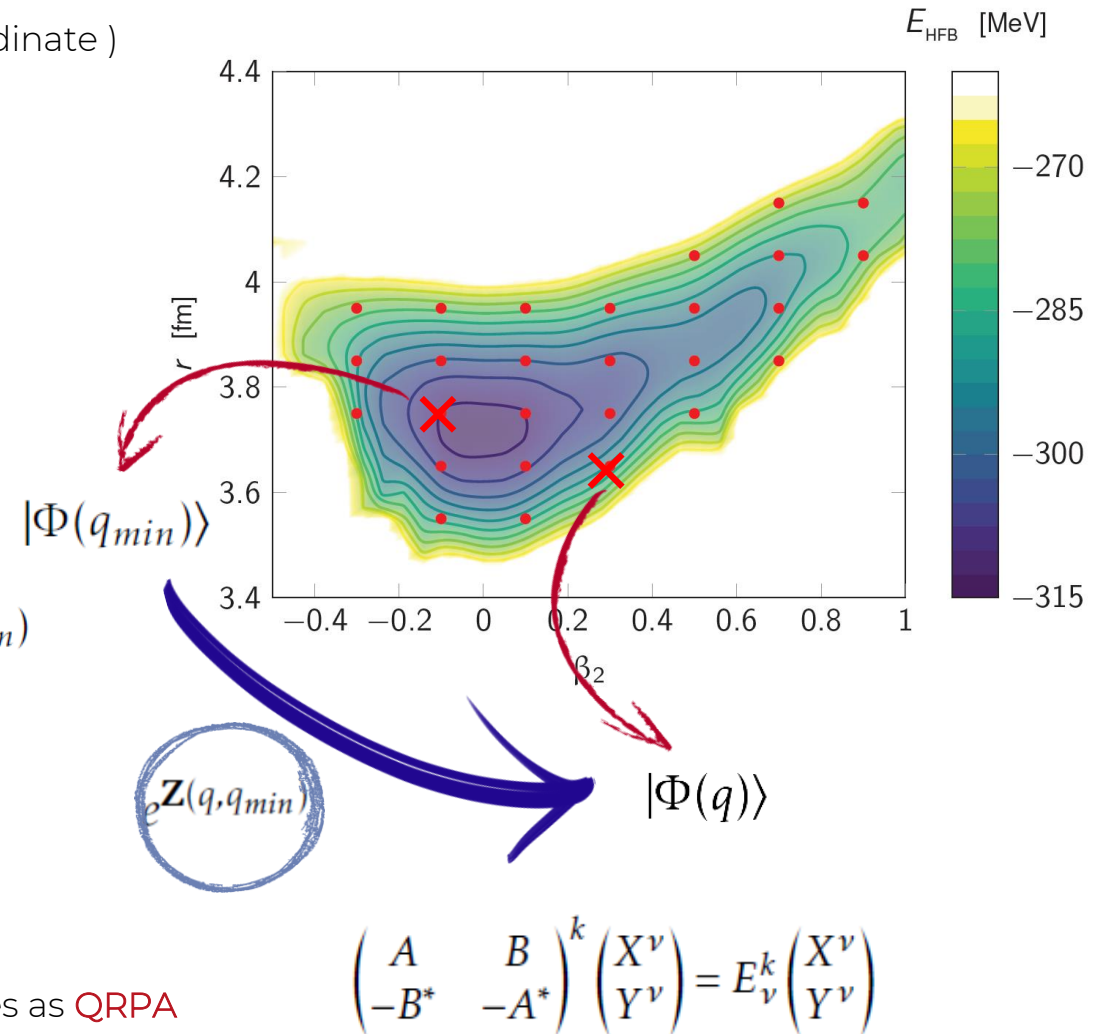 dinate )
E_HFB [MeV]
4.4
4.2
4
3.8
3.6
3.4
r [fm]
−0.4 −0.2 0 0.2 0.4 0.6 0.8 1
β₂
−270
−285
−300
−315
|Φ(q_min)⟩
n)
e^Z(q,q_min)
|Φ(q)⟩
( A B ; −B* −A* )^k ( X^ν ; Y^ν ) = E_ν^k ( X^ν ; Y^ν )
es as QRPA